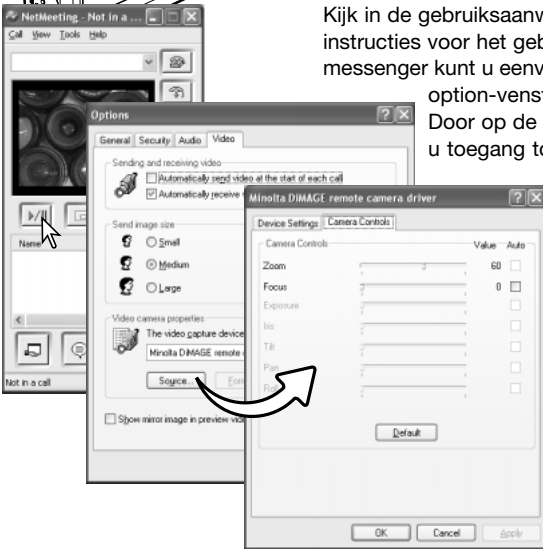 Kijk in de gebruiksaanw
instructies voor het geb
messenger kunt u eenv
option-venst
Door op de
u toegang to
NetMeeting - Not in a ...
Call View Tools Help
Name
Not in a call
Options
General Security Audio Video
Sending and receiving video
Automatically send video at the start of each call
Automatically receive
Send image size
Small
Medium
Large
Video camera properties
The video capture device
Minolta DiMAGE remote
Source...
Show mirror image in preview vide
Minolta DiMAGE remote camera driver
Device Settings Camera Controls
Camera Controls Value Auto
Zoom 60
Focus 0
Exposure
Iris
Tilt
Pan
Roll
Default
OK Cancel Apply